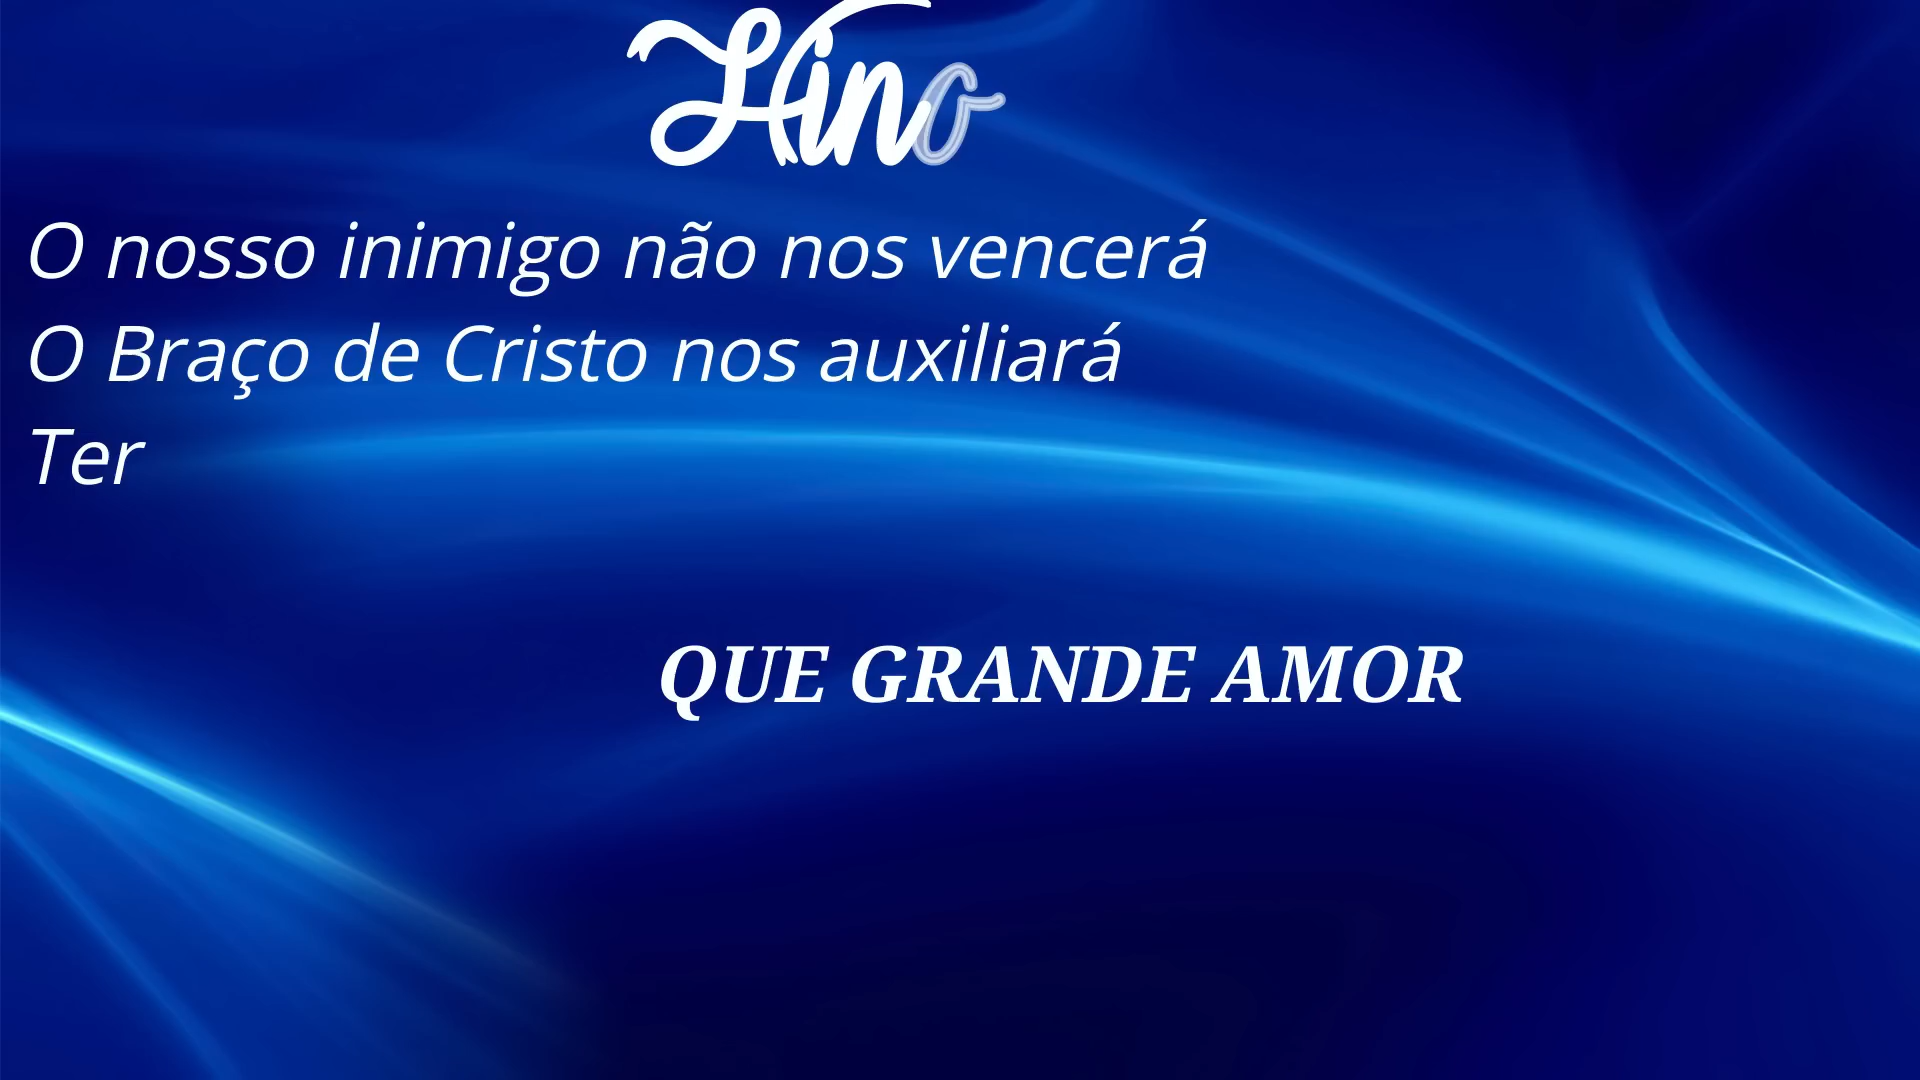 Hino
O nosso inimigo não nos vencerá
O Braço de Cristo nos auxiliará
Ter
QUE GRANDE AMOR